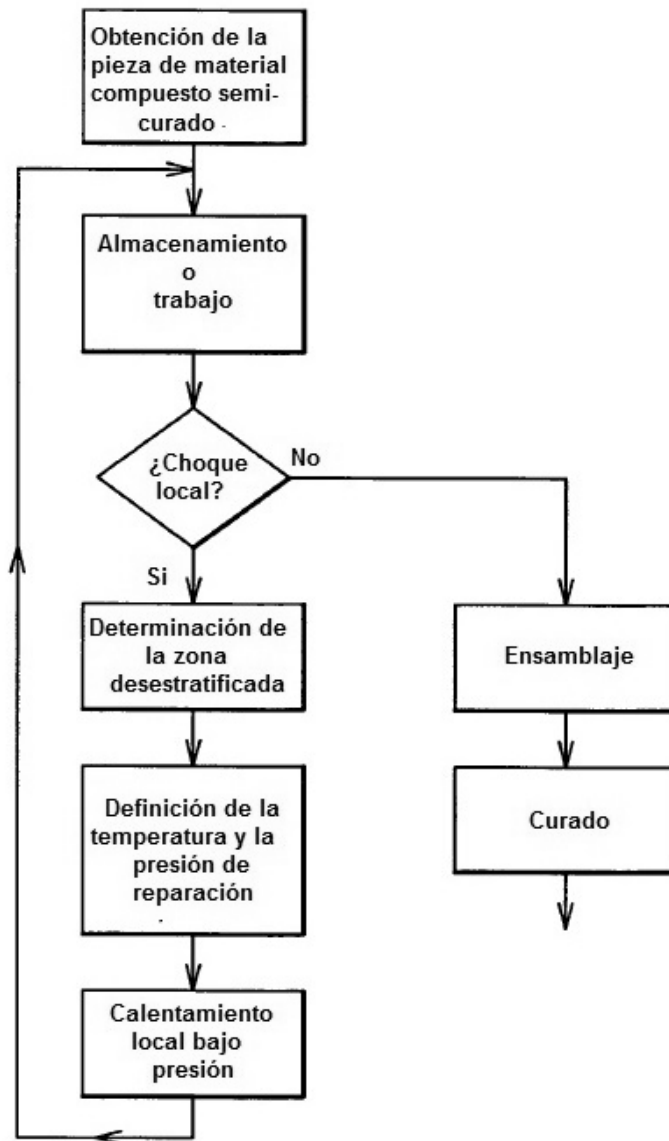 Obtención de la
pieza de material
compuesto semi-
curado
Almacenamiento
o
trabajo
¿Choque
local?
No
Si
Determinación de
la zona
desestratificada
Ensamblaje
Definición de la
temperatura y la
presión de
reparación
Curado
Calentamiento
local bajo
presión